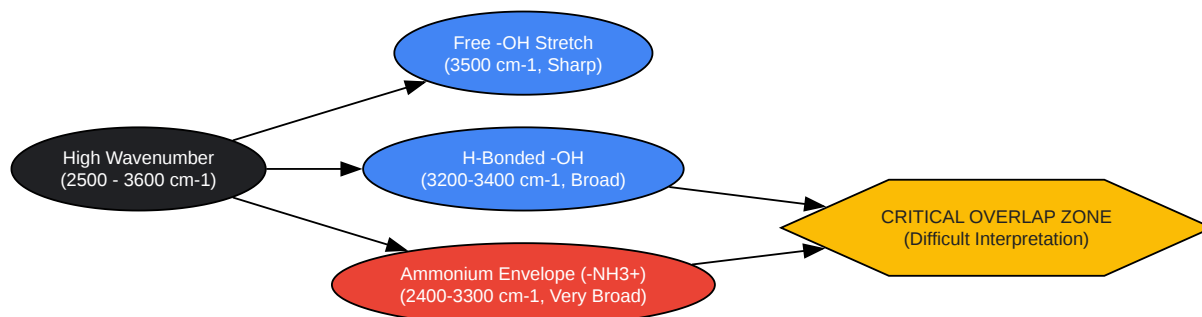 Free -OH Stretch
(3500 cm-1, Sharp)
High Wavenumber
(2500 - 3600 cm-1)
H-Bonded -OH
(3200-3400 cm-1, Broad)
CRITICAL OVERLAP ZONE
(Difficult Interpretation)
Ammonium Envelope (-NH3+)
(2400-3300 cm-1, Very Broad)